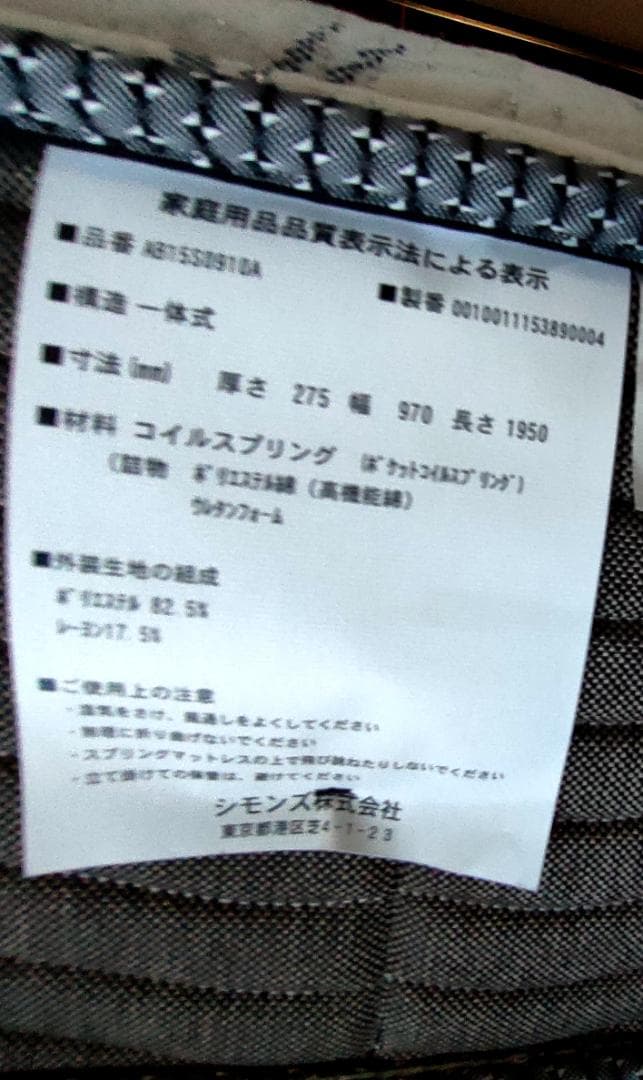 家庭用品品質表示法による表示
■品番 AB15S0910A
■製番 0010011153890004
■構造 一体式
■寸法(mm) 厚さ 275 幅 970 長さ 1950
■材料 コイルスプリング (ﾎﾟｹｯﾄｺｲﾙｽﾌﾟﾘﾝｸﾞ)
(詰物 ﾎﾟﾘｴｽﾃﾙ綿 (高機能綿)
ｳﾚﾀﾝﾌｫｰﾑ
■外装生地の組成
ﾎﾟﾘｴｽﾃﾙ 82.5%
ﾚｰﾖﾝ17.5%
■ご使用上の注意
・湿気をさけ、風通しをよくしてください
・無理に折り曲げないでください
・スプリングマットレスの上で飛び跳ねたりしないでください
・立て掛けての保管は、避けてください
シモンズ株式会社
東京都港区芝4-1-23